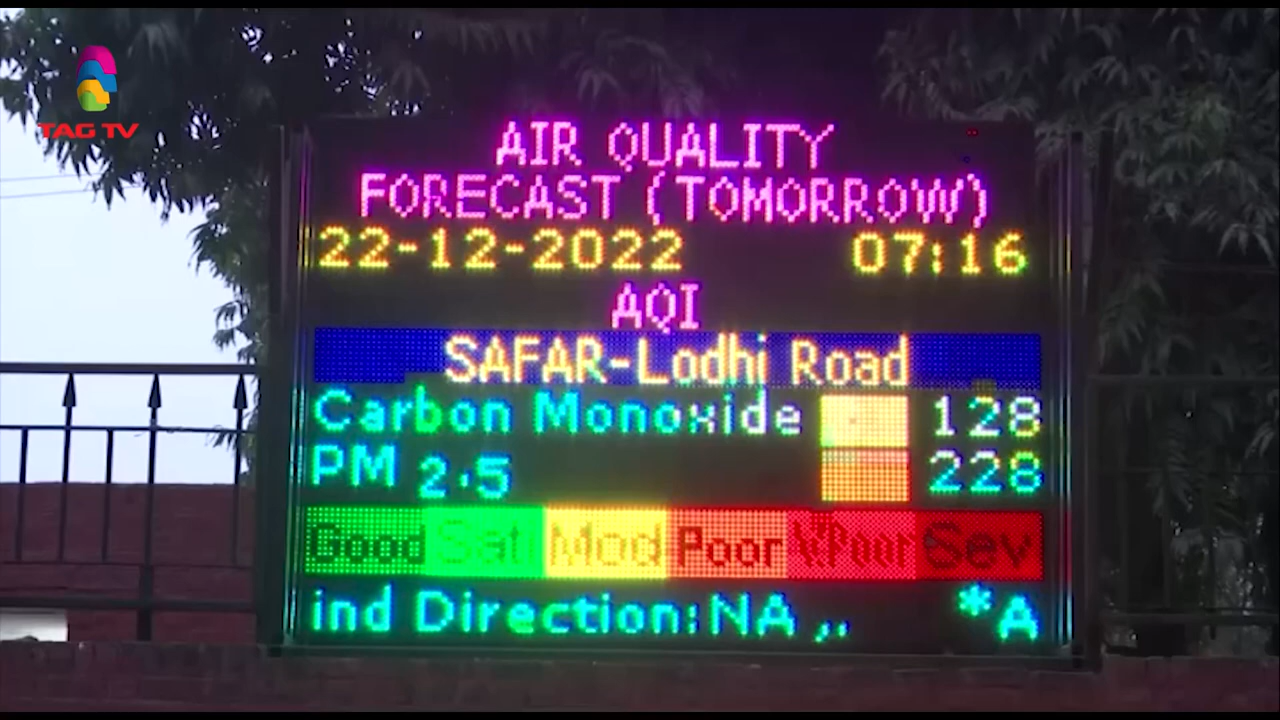 TAG TV
AIR QUALITY
FORECAST (TOMORROW)
22-12-2022 07:16
AQI
SAFAR-Lodhi Road
Carbon Monoxide 128
PM 2.5 228
Good Sat Mod Poor V.Poor Sev
ind Direction:NA ,. *A